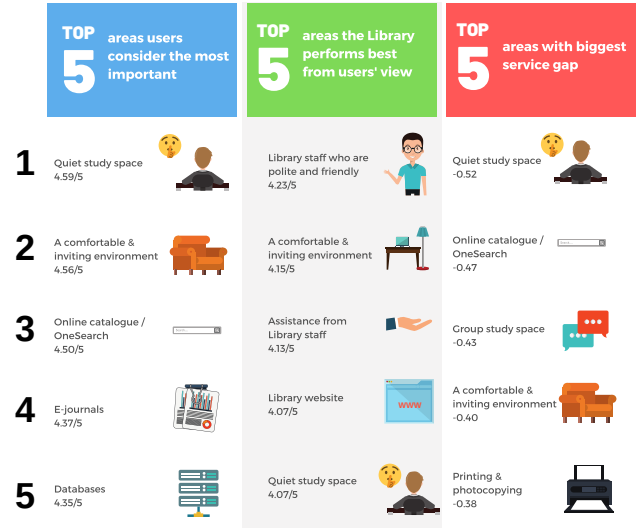 TOP
5
areas users
consider the most
important
TOP
5
areas the Library
performs best
from users' view
TOP
5
areas with biggest
service gap
1
Quiet study space
4.59/5
Library staff who are
polite and friendly
4.23/5
Quiet study space
-0.52
2
A comfortable &
inviting environment
4.56/5
A comfortable &
inviting environment
4.15/5
Online catalogue /
OneSearch
-0.47
3
Online catalogue /
OneSearch
4.50/5
Assistance from
Library staff
4.13/5
Group study space
-0.43
4
E-journals
4.37/5
Library website
4.07/5
www
A comfortable &
inviting environment
-0.40
5
Databases
4.35/5
Quiet study space
4.07/5
Printing &
photocopying
-0.38